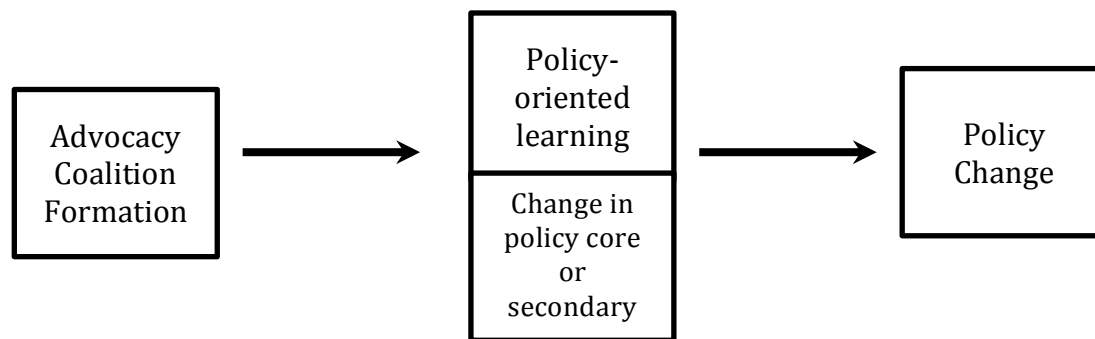 Advocacy
Coalition
Formation
Policy-
oriented
learning
Change in
policy core
or
secondary
Policy
Change